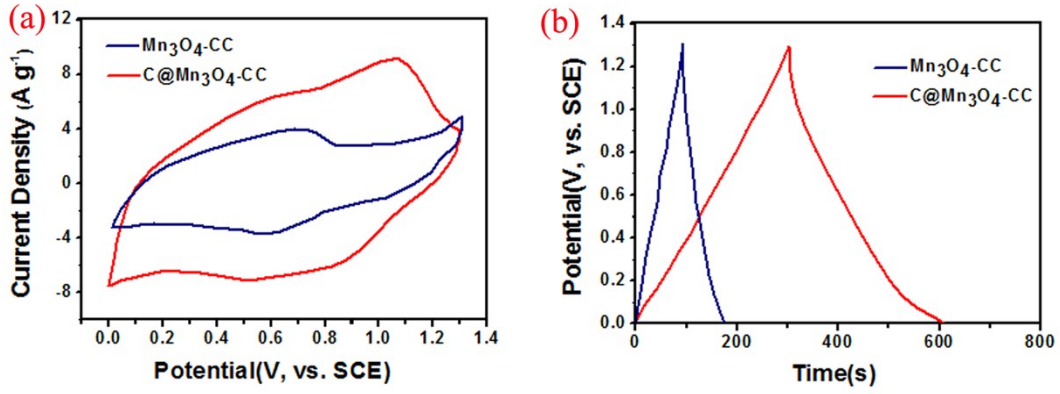 (a)
12
8
4
0
-4
-8
Current Density (A g⁻¹)
Mn₃O₄-CC
C@Mn₃O₄-CC
0.0 0.2 0.4 0.6 0.8 1.0 1.2 1.4
Potential(V, vs. SCE)
(b)
1.4
1.2
1.0
0.8
0.6
0.4
0.2
0.0
Potential(V, vs. SCE)
Mn₃O₄-CC
C@Mn₃O₄-CC
0 200 400 600 800
Time(s)